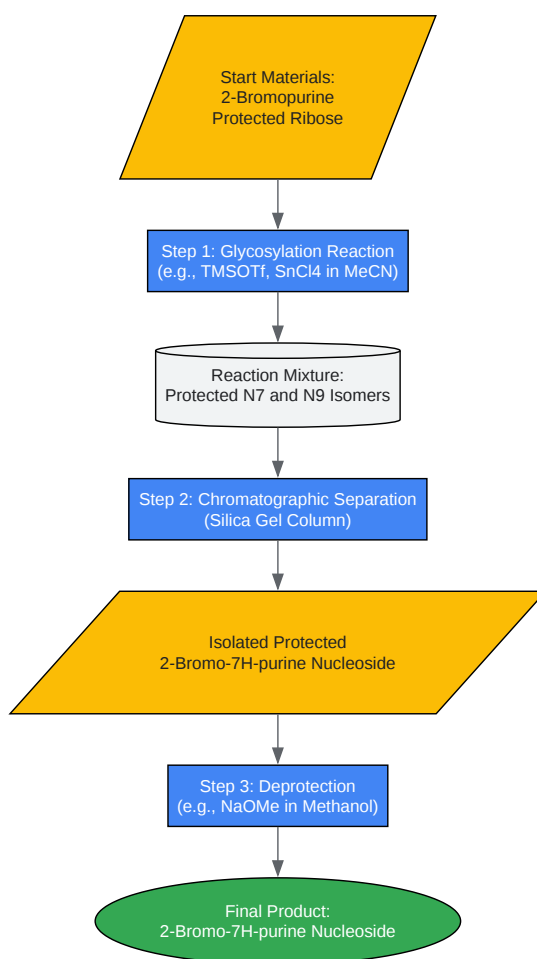 Start Materials:
2-Bromopurine
Protected Ribose
Step 1: Glycosylation Reaction
(e.g., TMSOTf, SnCl4 in MeCN)
Reaction Mixture:
Protected N7 and N9 Isomers
Step 2: Chromatographic Separation
(Silica Gel Column)
Isolated Protected
2-Bromo-7H-purine Nucleoside
Step 3: Deprotection
(e.g., NaOMe in Methanol)
Final Product:
2-Bromo-7H-purine Nucleoside